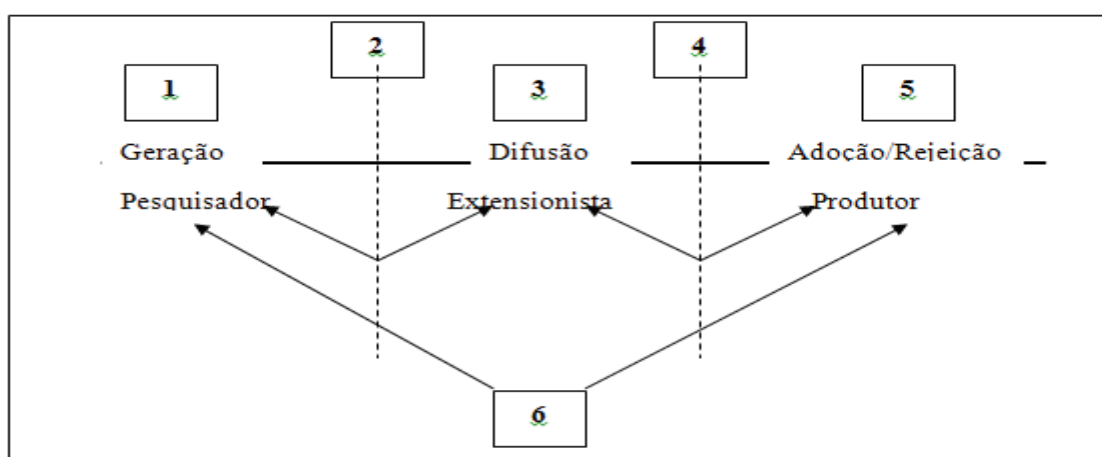 2
4
1
3
5
Geração
Difusão
Adoção/Rejeição
Pesquisador
Extensionista
Produtor
6